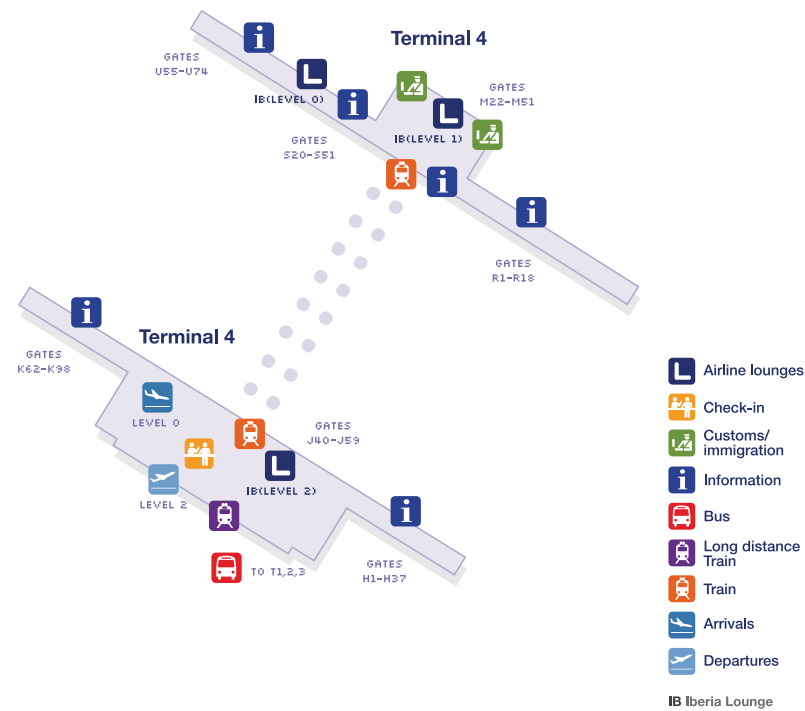 Terminal 4
GATES
U55-U74
IB(LEVEL 0)
GATES
M22-M51
IB(LEVEL 1)
GATES
S20-S51
GATES
R1-R18
Terminal 4
GATES
K62-K98
LEVEL 0
GATES
J40-J59
IB(LEVEL 2)
LEVEL 2
TO T1,2,3
GATES
H1-H37
L Airline lounges
Check-in
Customs/
immigration
i Information
Bus
Long distance
Train
Train
Arrivals
Departures
IB Iberia Lounge